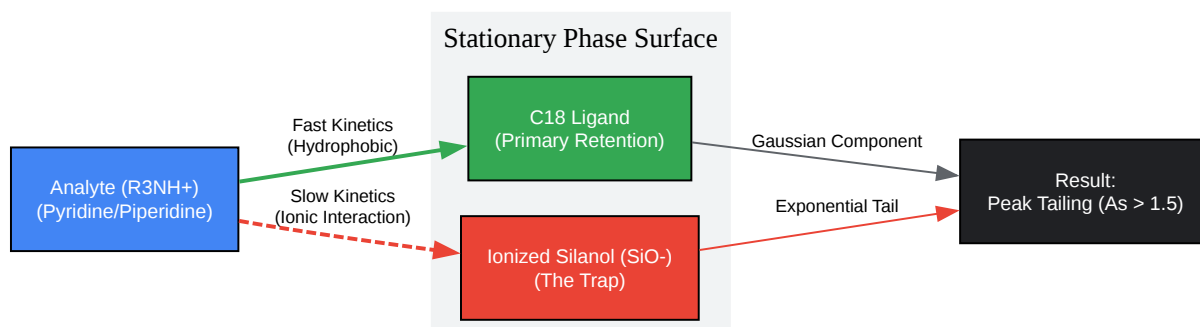 Stationary Phase Surface
Analyte (R3NH+)
(Pyridine/Piperidine)
Fast Kinetics
(Hydrophobic)
Slow Kinetics
(Ionic Interaction)
C18 Ligand
(Primary Retention)
Ionized Silanol (SiO-)
(The Trap)
Gaussian Component
Exponential Tail
Result:
Peak Tailing (As > 1.5)